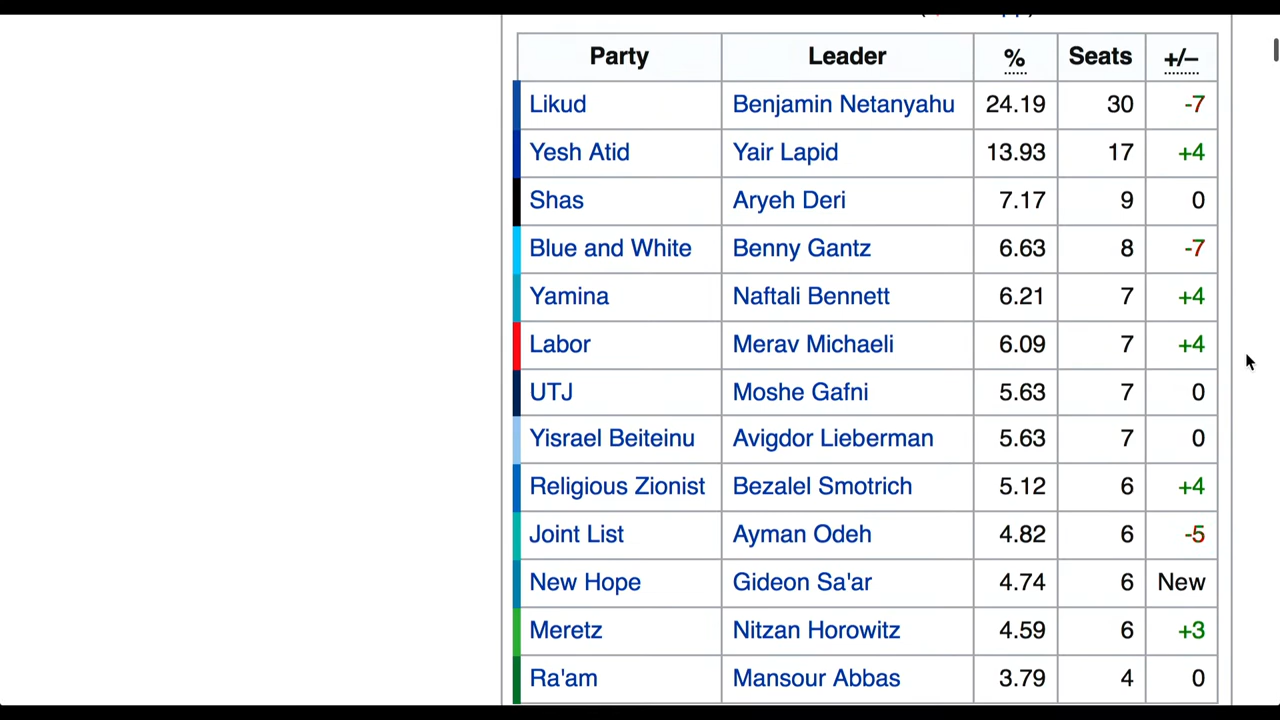 Party Leader % Seats +/–
Likud Benjamin Netanyahu 24.19 30 -7
Yesh Atid Yair Lapid 13.93 17 +4
Shas Aryeh Deri 7.17 9 0
Blue and White Benny Gantz 6.63 8 -7
Yamina Naftali Bennett 6.21 7 +4
Labor Merav Michaeli 6.09 7 +4
UTJ Moshe Gafni 5.63 7 0
Yisrael Beiteinu Avigdor Lieberman 5.63 7 0
Religious Zionist Bezalel Smotrich 5.12 6 +4
Joint List Ayman Odeh 4.82 6 -5
New Hope Gideon Sa'ar 4.74 6 New
Meretz Nitzan Horowitz 4.59 6 +3
Ra'am Mansour Abbas 3.79 4 0